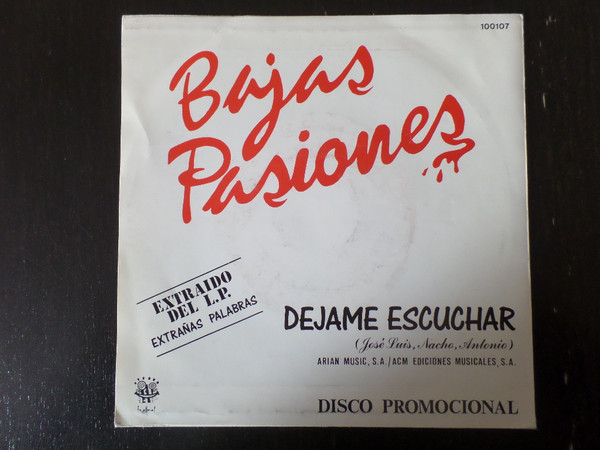 100107
Bajas
Pasiones
EXTRAIDO
DEL L.P.
EXTRAÑAS PALABRAS
DEJAME ESCUCHAR
(José Luis, Nacho, Antonio)
ARIAN MUSIC, S.A./ACM EDICIONES MUSICALES, S.A.
DISCO PROMOCIONAL